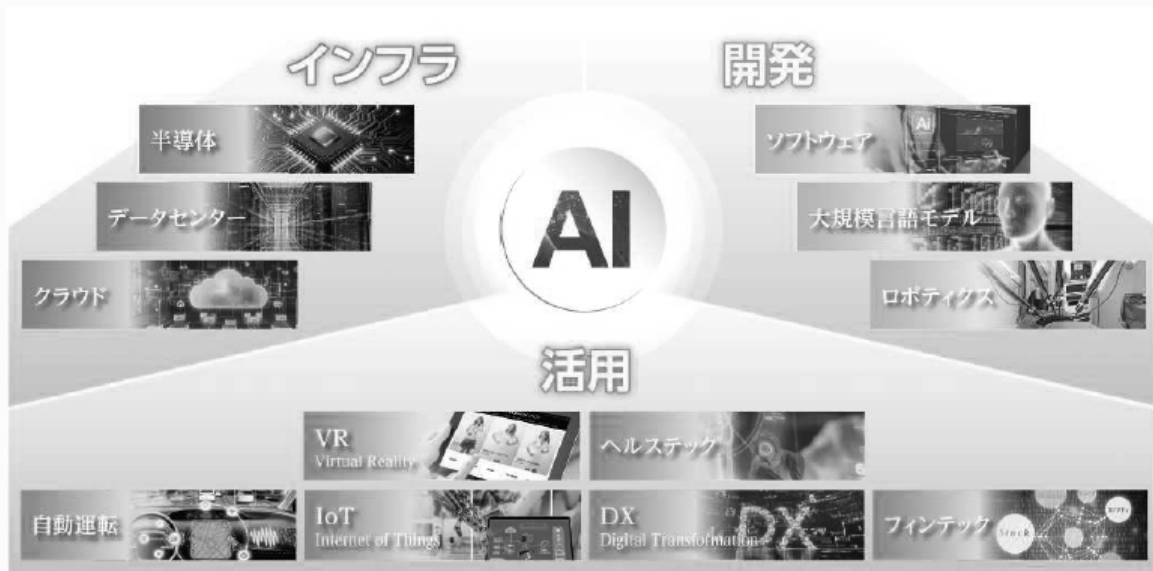 インフラ
半導体
データセンター
クラウド
開発
ソフトウェア
AI
大規模言語モデル
ロボティクス
AI
活用
VR
Virtual Reality
ヘルステック
自動運転
IoT
Internet of Things
DX
Digital Transformation
DX
フィンテック
Stock